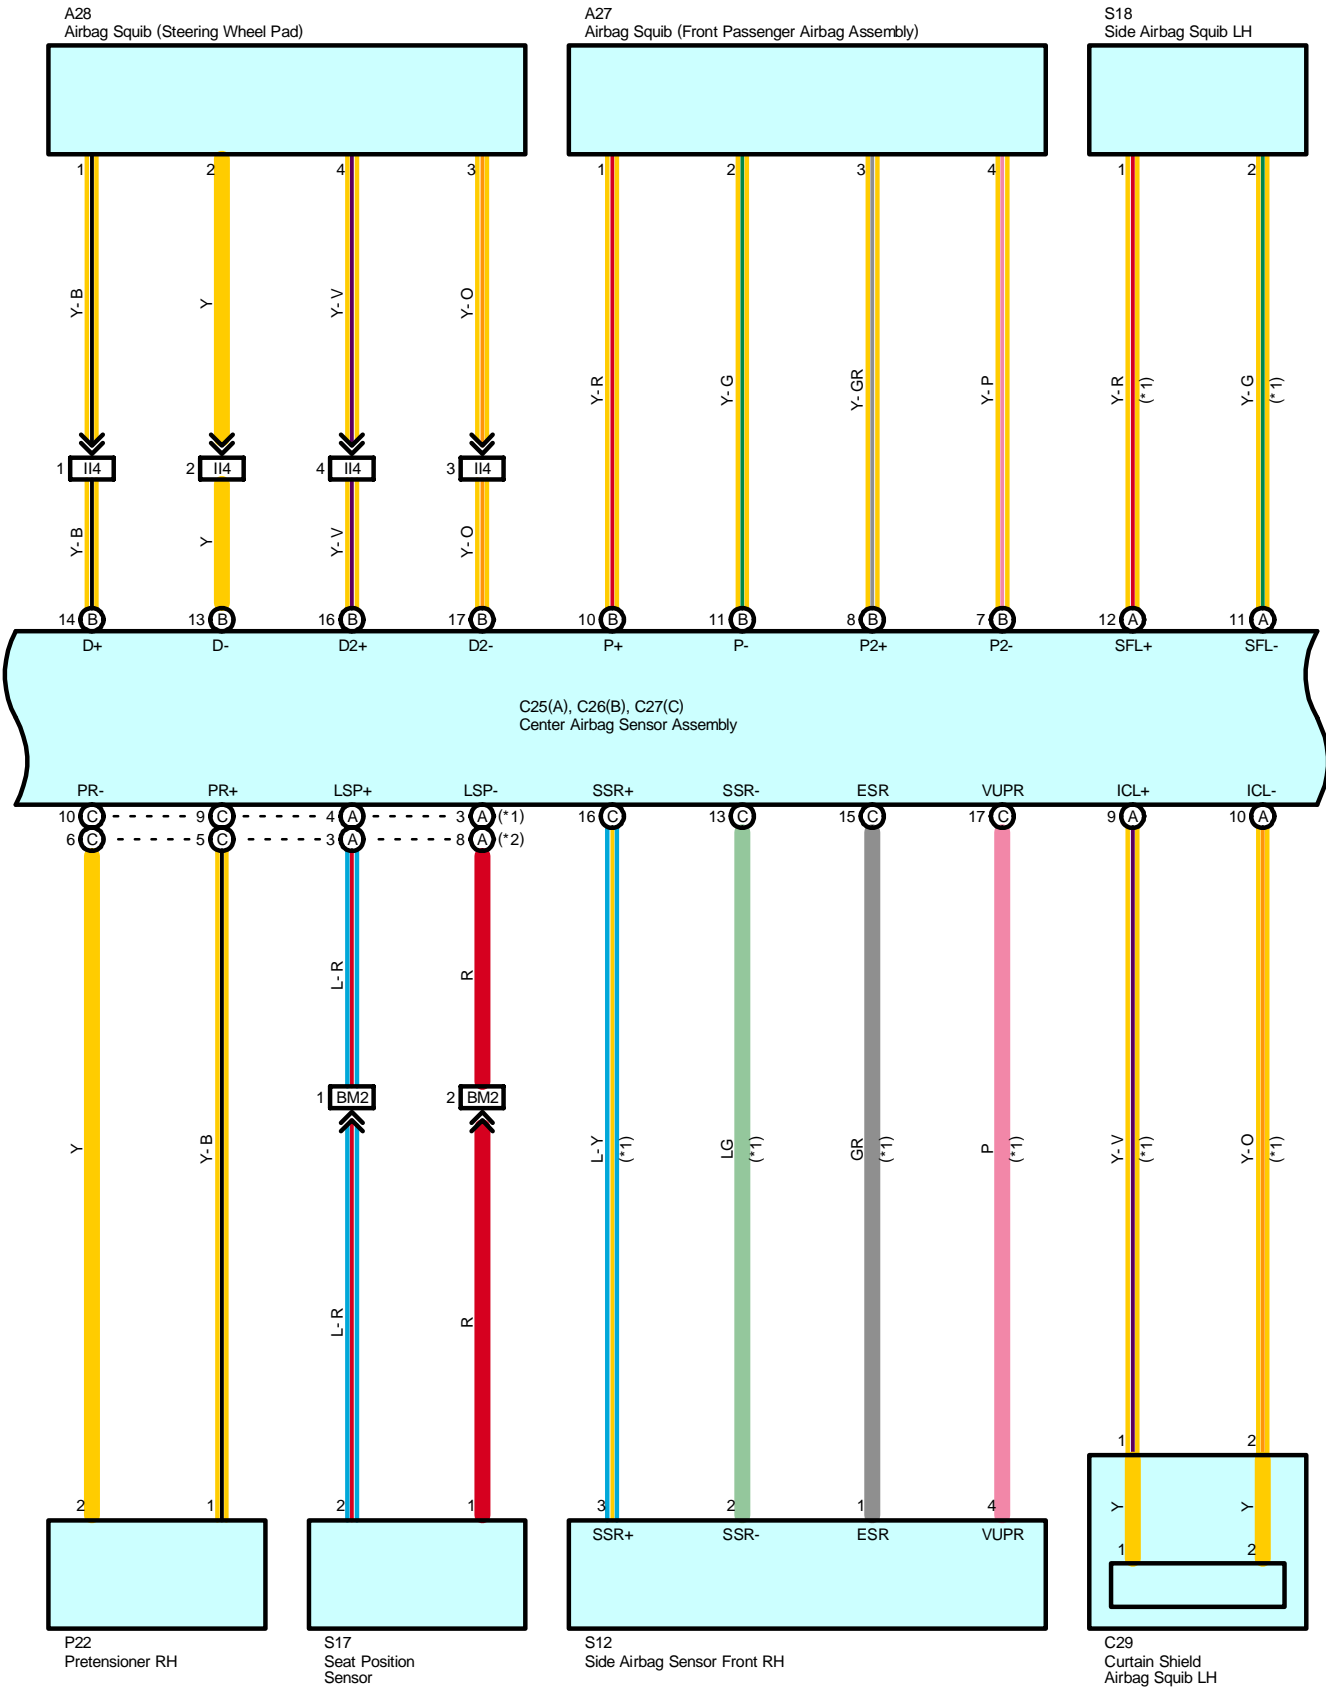 A28
Airbag Squib (Steering Wheel Pad)
A27
Airbag Squib (Front Passenger Airbag Assembly)
S18
Side Airbag Squib LH
1 2 4 3 1 2 3 4 1 2
Y-B Y Y-V Y-O
Y-R Y-G Y-GR Y-P Y-R (*1) Y-G (*1)
1 II4 2 II4 4 II4 3 II4
Y-B Y Y-V Y-O
14 B 13 B 16 B 17 B 10 B 11 B 8 B 7 B 12 A 11 A
D+ D- D2+ D2- P+ P- P2+ P2- SFL+ SFL-
C25(A), C26(B), C27(C)
Center Airbag Sensor Assembly
PR- PR+ LSP+ LSP- SSR+ SSR- ESR VUPR ICL+ ICL-
10 C 9 C 4 A 3 A (*1) 16 C 13 C 15 C 17 C 9 A 10 A
6 C 5 C 3 A 8 A (*2)
L-R R
1 BM2 2 BM2
Y Y-B L-Y (*1) LG (*1) GR (*1) P (*1) Y-V (*1) Y-O (*1)
L-R R
1 2
2 1 2 1 3 2 1 4 Y Y
SSR+ SSR- ESR VUPR
1 2
P22
Pretensioner RH
S17
Seat Position
Sensor
S12
Side Airbag Sensor Front RH
C29
Curtain Shield
Airbag Squib LH